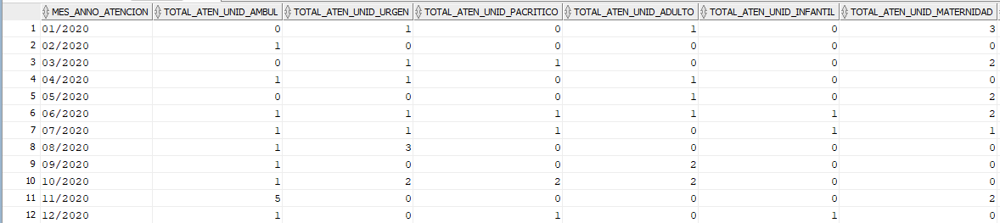 MES_ANNO_ATENCION TOTAL_ATEN_UNID_AMBUL TOTAL_ATEN_UNID_URGEN TOTAL_ATEN_UNID_PACRITICO TOTAL_ATEN_UNID_ADULTO TOTAL_ATEN_UNID_INFANTIL TOTAL_ATEN_UNID_MATERNIDAD
1 01/2020 0 1 0 1 0 3
2 02/2020 1 0 0 0 0 0
3 03/2020 0 1 1 0 0 2
4 04/2020 1 1 0 1 0 0
5 05/2020 0 0 0 1 0 2
6 06/2020 1 1 1 1 1 2
7 07/2020 1 1 1 0 1 1
8 08/2020 1 3 0 0 0 0
9 09/2020 1 0 0 2 0 0
10 10/2020 1 2 2 2 0 0
11 11/2020 5 0 0 0 0 2
12 12/2020 1 0 1 0 1 0